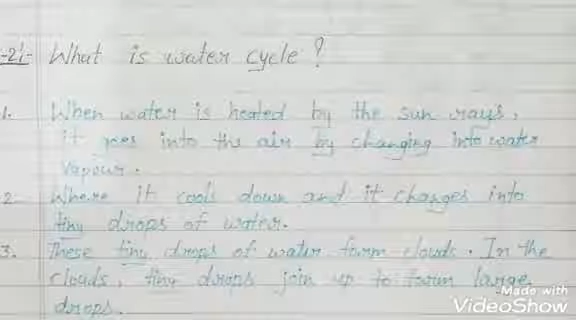 -2:- What is water cycle ?
1. When water is heated by the sun rays,
it goes into the air by changing into water
vapour.
2. Where it cools down and it changes into
tiny drops of water.
3. These tiny drops of water form clouds. In the
clouds, tiny drops join up to form large
drops.
Made with
VideoShow